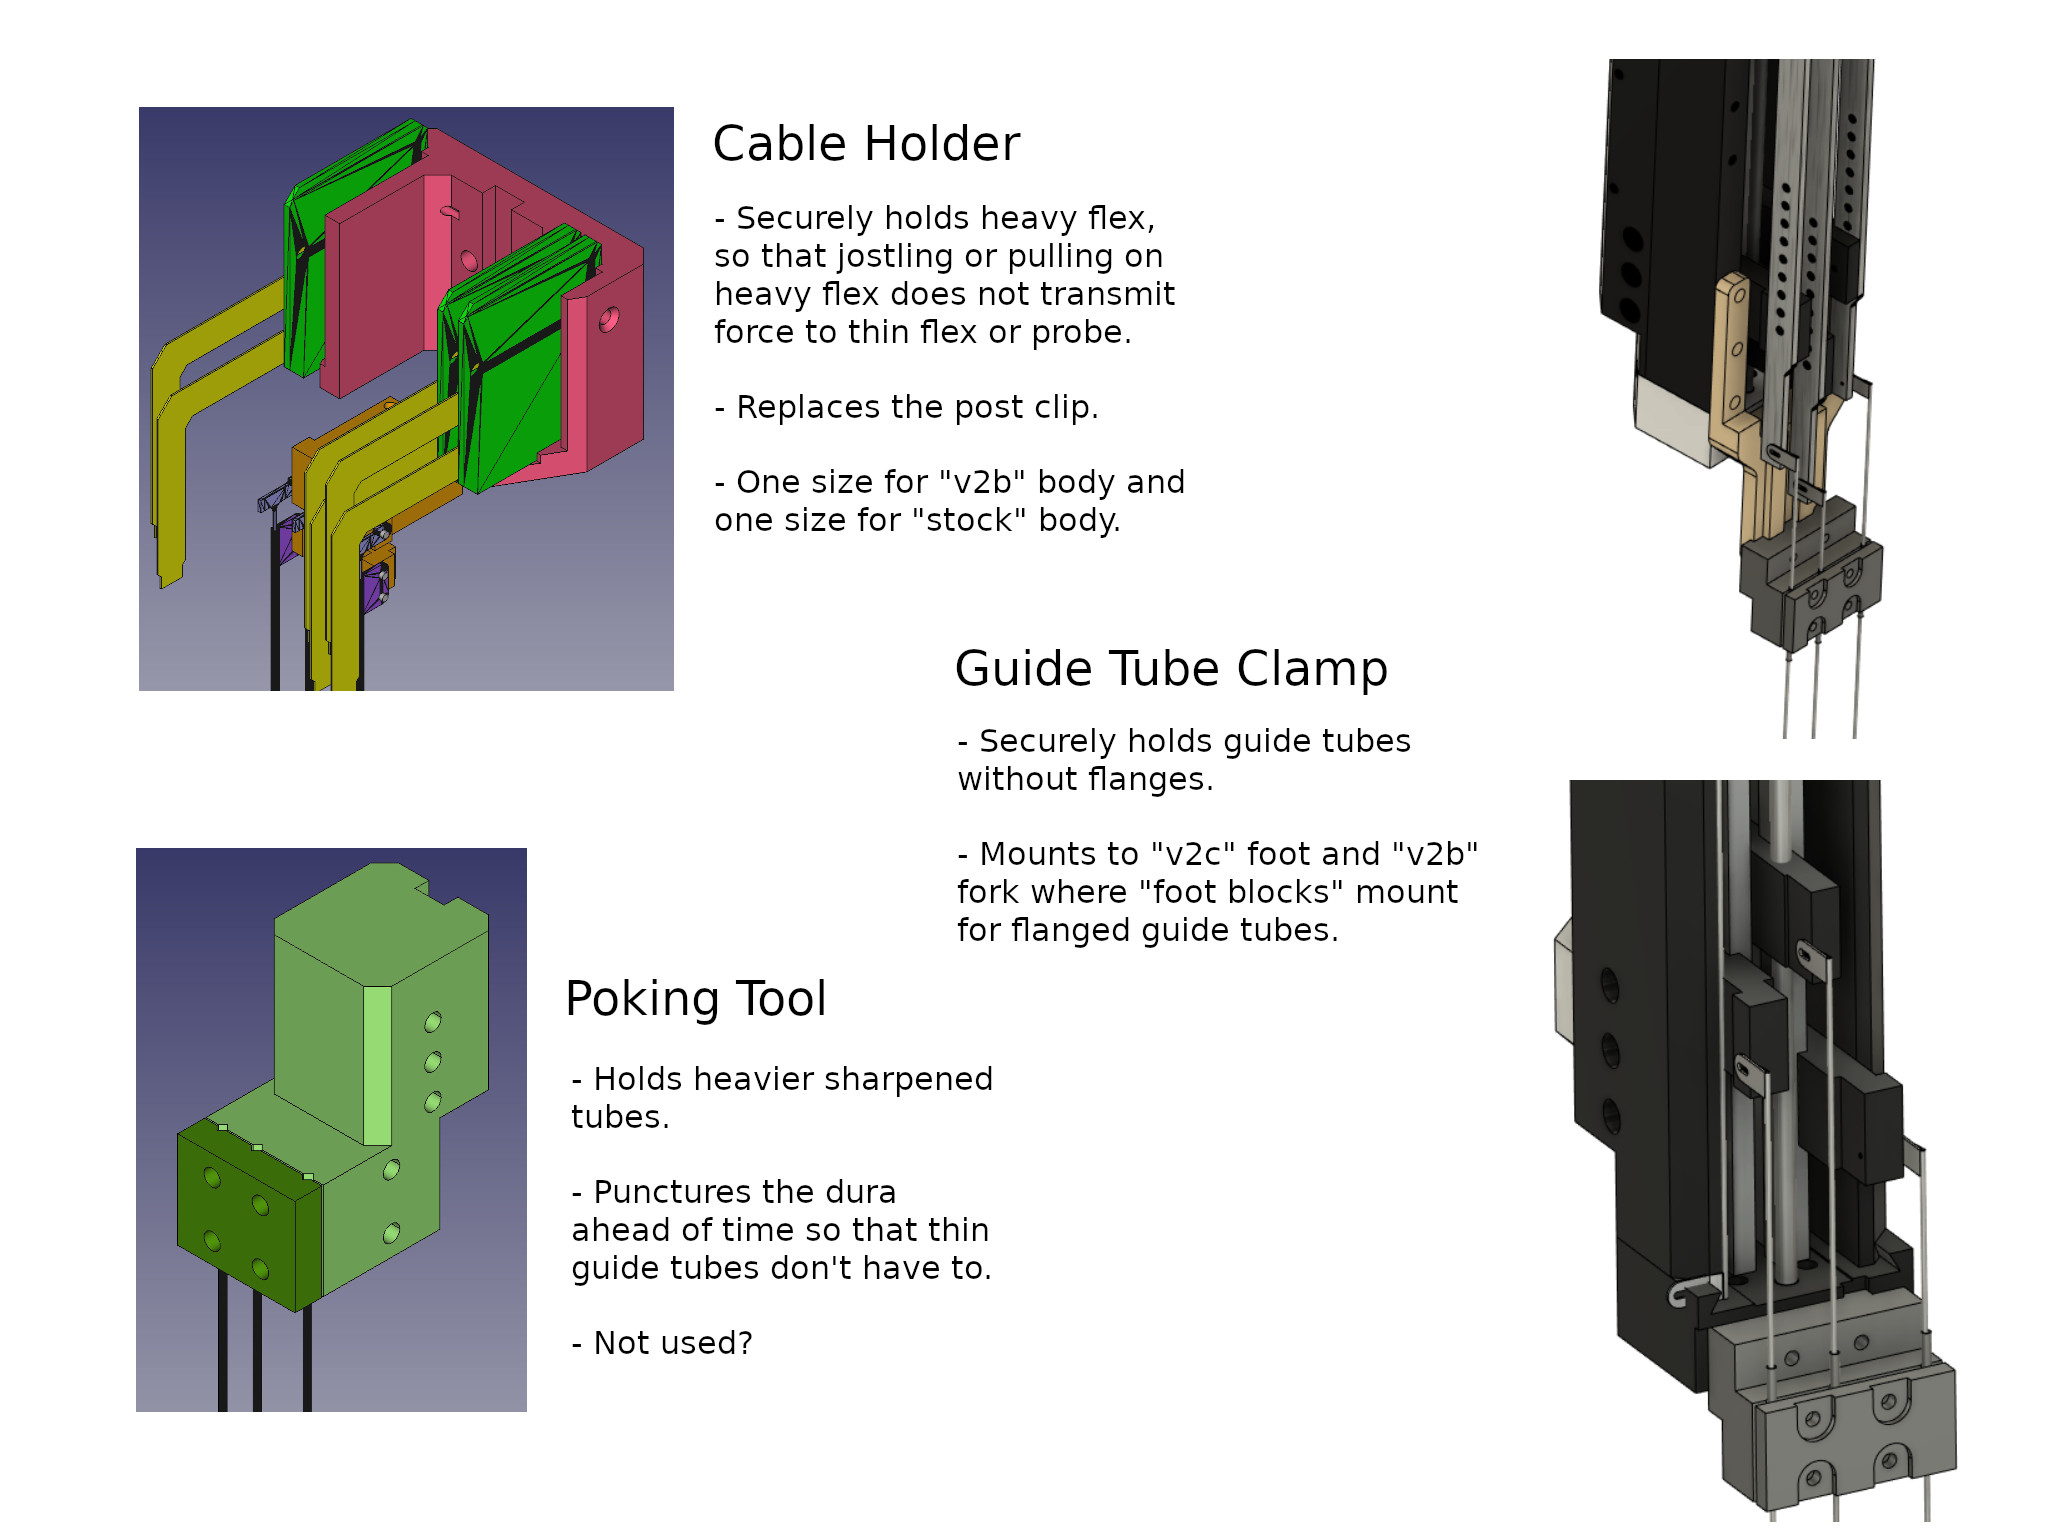 Cable Holder
- Securely holds heavy flex,
so that jostling or pulling on
heavy flex does not transmit
force to thin flex or probe.
- Replaces the post clip.
- One size for "v2b" body and
one size for "stock" body.
Guide Tube Clamp
- Securely holds guide tubes
without flanges.
- Mounts to "v2c" foot and "v2b"
fork where "foot blocks" mount
for flanged guide tubes.
Poking Tool
- Holds heavier sharpened
tubes.
- Punctures the dura
ahead of time so that thin
guide tubes don't have to.
- Not used?